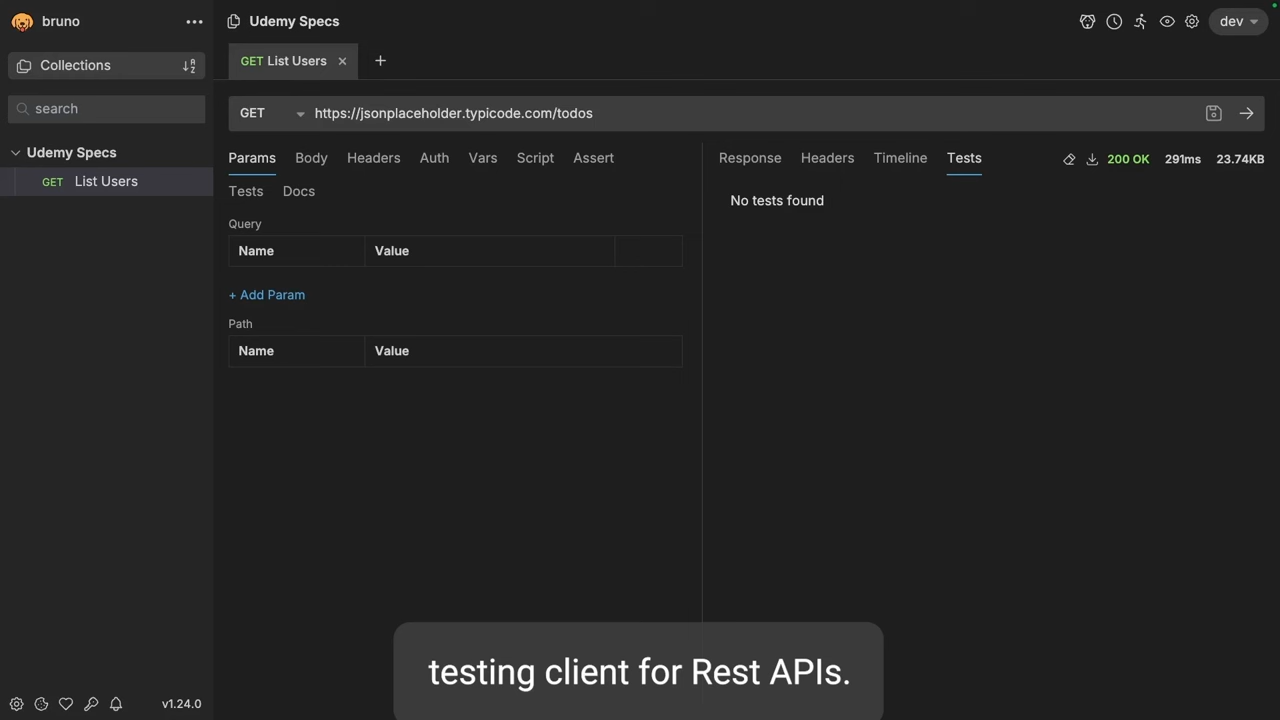 bruno
Udemy Specs
dev
Collections
GET List Users
search
GET https://jsonplaceholder.typicode.com/todos
Udemy Specs
GET List Users
Params Body Headers Auth Vars Script Assert
Tests Docs
Response Headers Timeline Tests 200 OK 291ms 23.74KB
No tests found
Query
Name Value
+ Add Param
Path
Name Value
testing client for Rest APIs.
v1.24.0